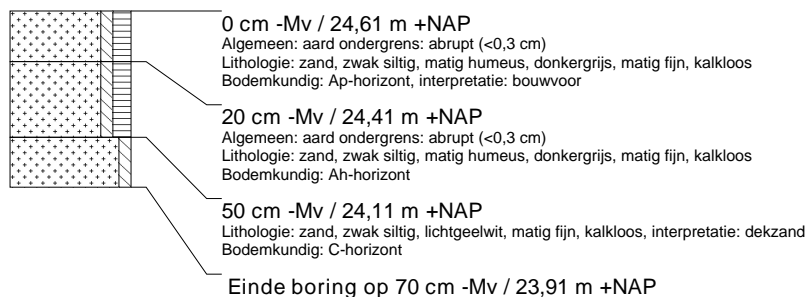 0 cm -Mv / 24,61 m +NAP
Algemeen: aard ondergrens: abrupt (<0,3 cm)
Lithologie: zand, zwak siltig, matig humeus, donkergrijs, matig fijn, kalkloos
Bodemkundig: Ap-horizont, interpretatie: bouwvoor
20 cm -Mv / 24,41 m +NAP
Algemeen: aard ondergrens: abrupt (<0,3 cm)
Lithologie: zand, zwak siltig, matig humeus, donkergrijs, matig fijn, kalkloos
Bodemkundig: Ah-horizont
50 cm -Mv / 24,11 m +NAP
Lithologie: zand, zwak siltig, lichtgeelwit, matig fijn, kalkloos, interpretatie: dekzand
Bodemkundig: C-horizont
Einde boring op 70 cm -Mv / 23,91 m +NAP